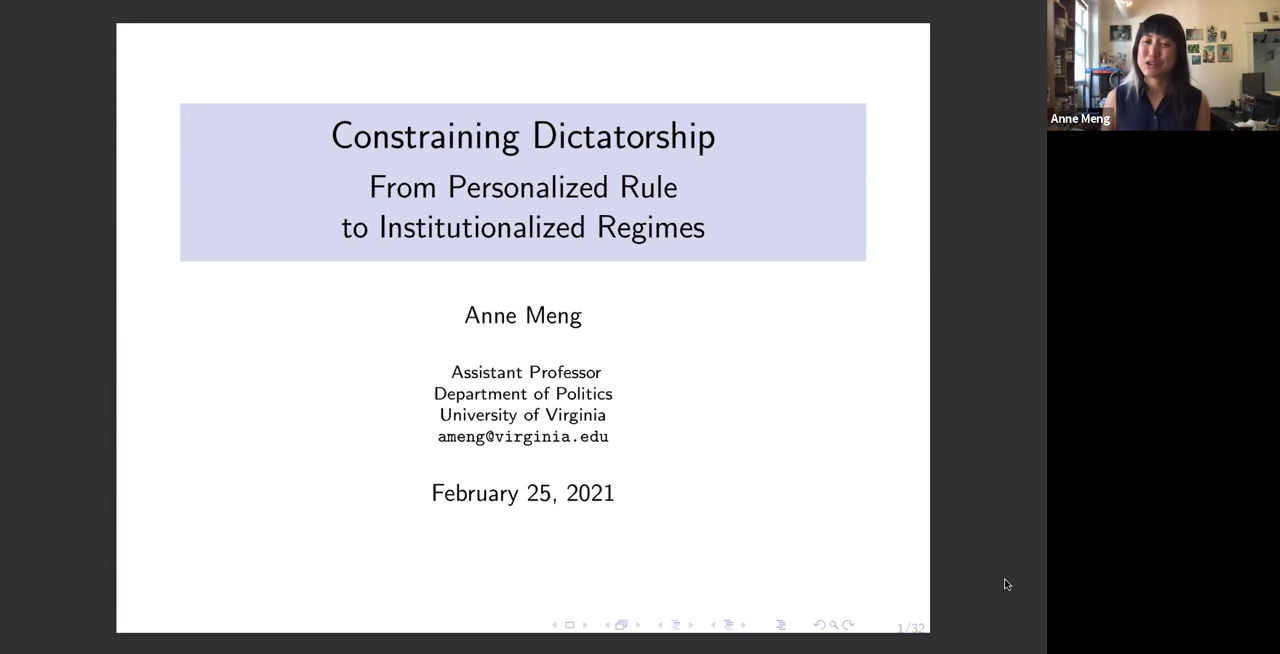 Constraining Dictatorship
From Personalized Rule
to Institutionalized Regimes
Anne Meng
Assistant Professor
Department of Politics
University of Virginia
ameng@virginia.edu
February 25, 2021
1/32
Anne Meng